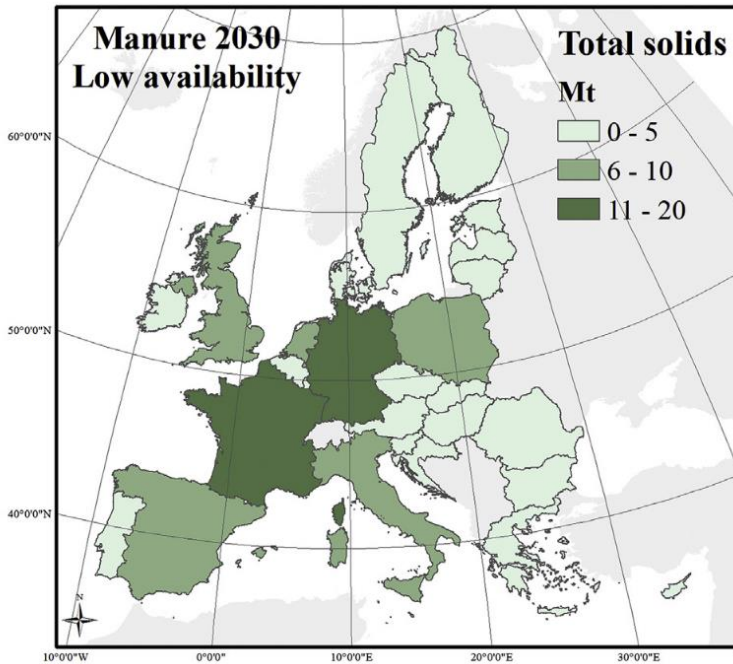 Manure 2030
Low availability
Total solids
Mt
0 - 5
6 - 10
11 - 20
60°0'0"N
50°0'0"N
40°0'0"N
N
10°0'0"W
0°0'0"
10°0'0"E
20°0'0"E
30°0'0"E